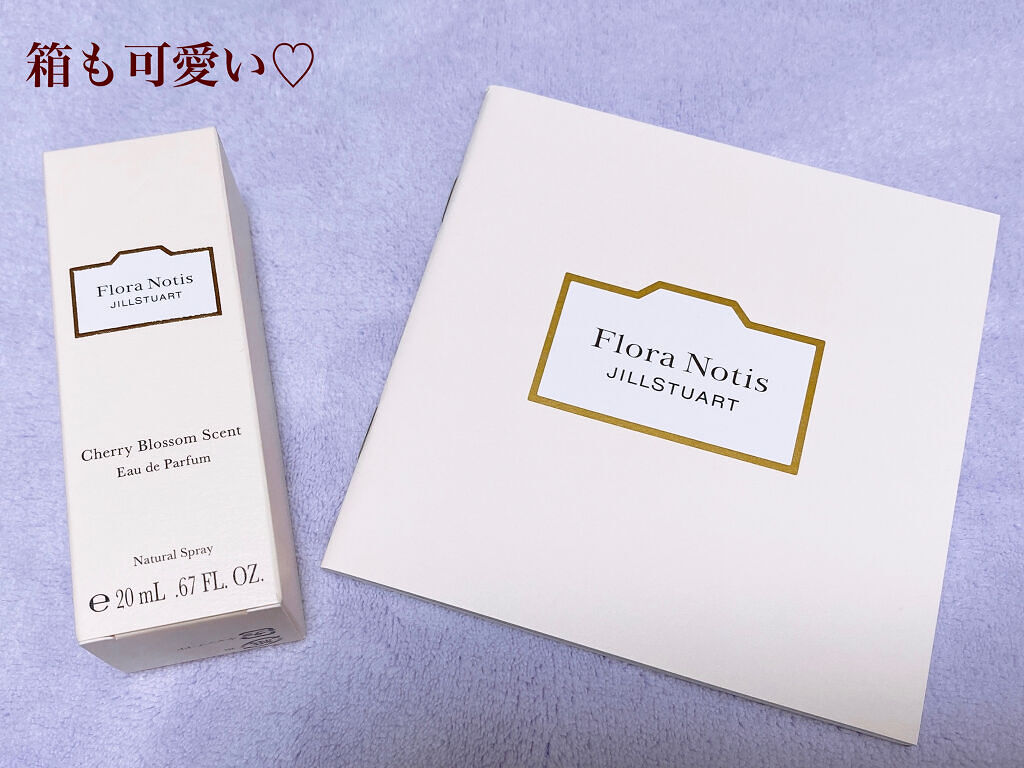 箱も可愛い♡
Flora Notis
JILLSTUART
Cherry Blossom Scent
Eau de Parfum
Natural Spray
℮ 20 mL .67 FL. OZ.
Flora Notis
JILLSTUART